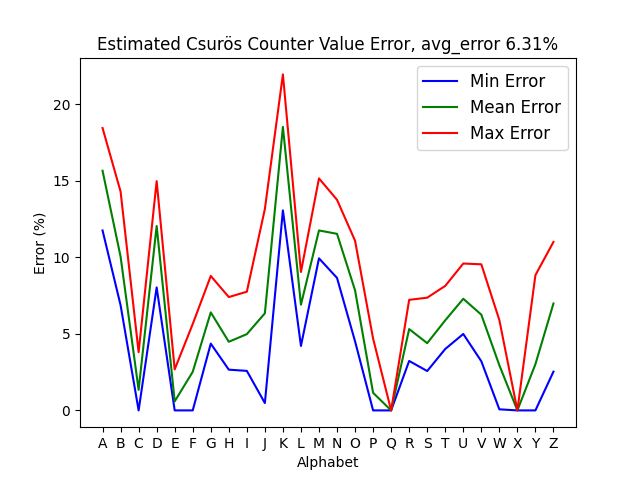 Estimated Csurös Counter Value Error, avg_error 6.31%
Min Error
Mean Error
Max Error
20
15
10
5
0
Error (%)
A B C D E F G H I J K L M N O P Q R S T U V W X Y Z
Alphabet